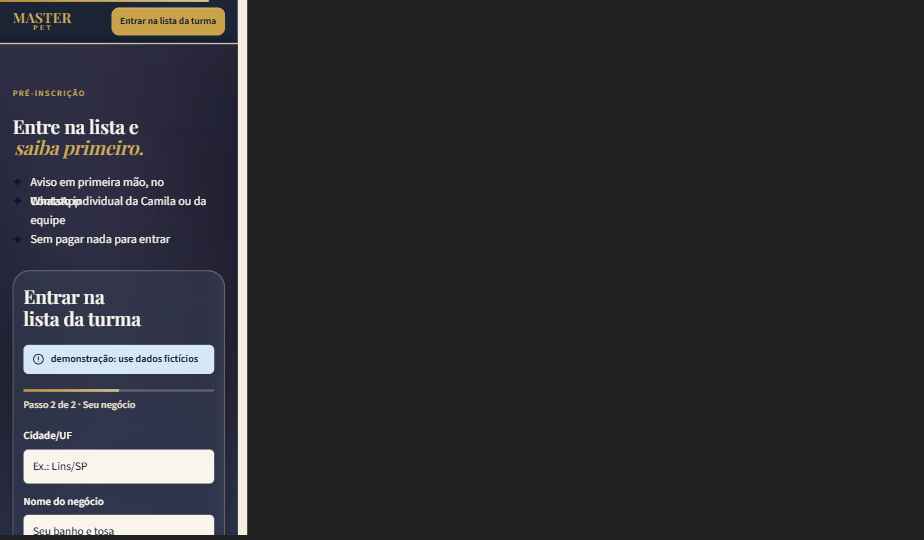 MASTER
PET
Entrar na lista da turma
PRÉ-INSCRIÇÃO
Entre na lista e
saiba primeiro.
Aviso em primeira mão, no
WhatsApp
individual da Camila ou da
equipe
Sem pagar nada para entrar
Entrar na
lista da turma
demonstração: use dados fictícios
Passo 2 de 2 · Seu negócio
Cidade/UF
Ex.: Lins/SP
Nome do negócio
Seu banho e tosa